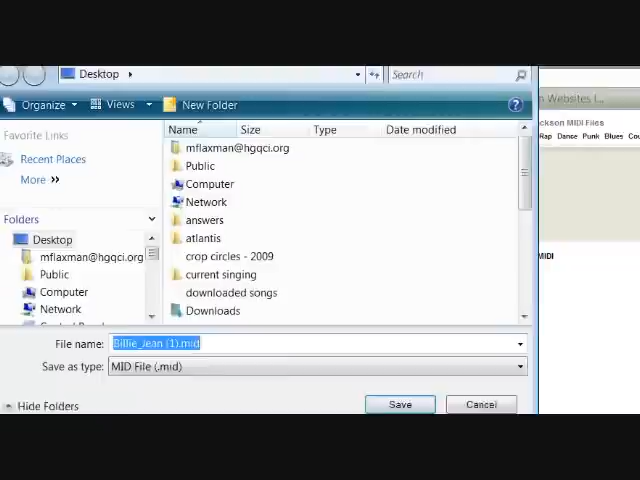 Desktop
Search
Organize Views New Folder
Favorite Links
Recent Places
More
Folders
Desktop
mflaxman@hgqci.org
Public
Computer
Network
Name Size Type Date modified
mflaxman@hgqci.org
Public
Computer
Network
answers
atlantis
crop circles - 2009
current singing
downloaded songs
Downloads
File name: Billie_Jean (1).mid
Save as type: MID File (.mid)
Hide Folders
Save Cancel
n Websites (...
ckson MIDI Files
Rap Dance Punk Blues Cou
MIDI